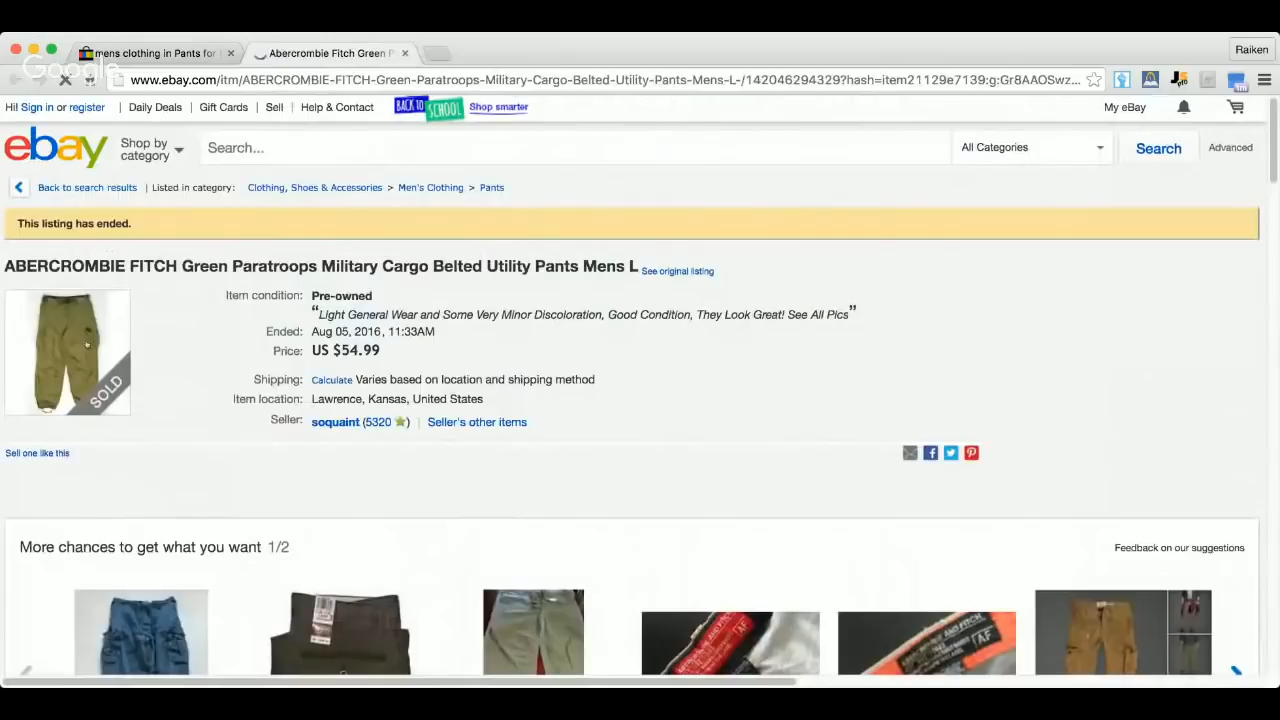 mens clothing in Pants for
Abercrombie Fitch Green P
Raiken
Google
www.ebay.com/itm/ABERCROMBIE-FITCH-Green-Paratroops-Military-Cargo-Belted-Utility-Pants-Mens-L-/142046294329?hash=item21129e7139:g:Gr8AAOSwz...
Hi! Sign in or register | Daily Deals | Gift Cards | Sell | Help & Contact BACK TO SCHOOL Shop smarter My eBay
ebay Shop by category Search... All Categories Search Advanced
Back to search results | Listed in category: Clothing, Shoes & Accessories > Men's Clothing > Pants
This listing has ended.
ABERCROMBIE FITCH Green Paratroops Military Cargo Belted Utility Pants Mens L See original listing
Item condition: Pre-owned
“Light General Wear and Some Very Minor Discoloration, Good Condition, They Look Great! See All Pics”
Ended: Aug 05, 2016, 11:33AM
Price: US $54.99
SOLD
Shipping: Calculate Varies based on location and shipping method
Item location: Lawrence, Kansas, United States
Seller: soquaint (5320) | Seller's other items
Sell one like this
More chances to get what you want 1/2
Feedback on our suggestions